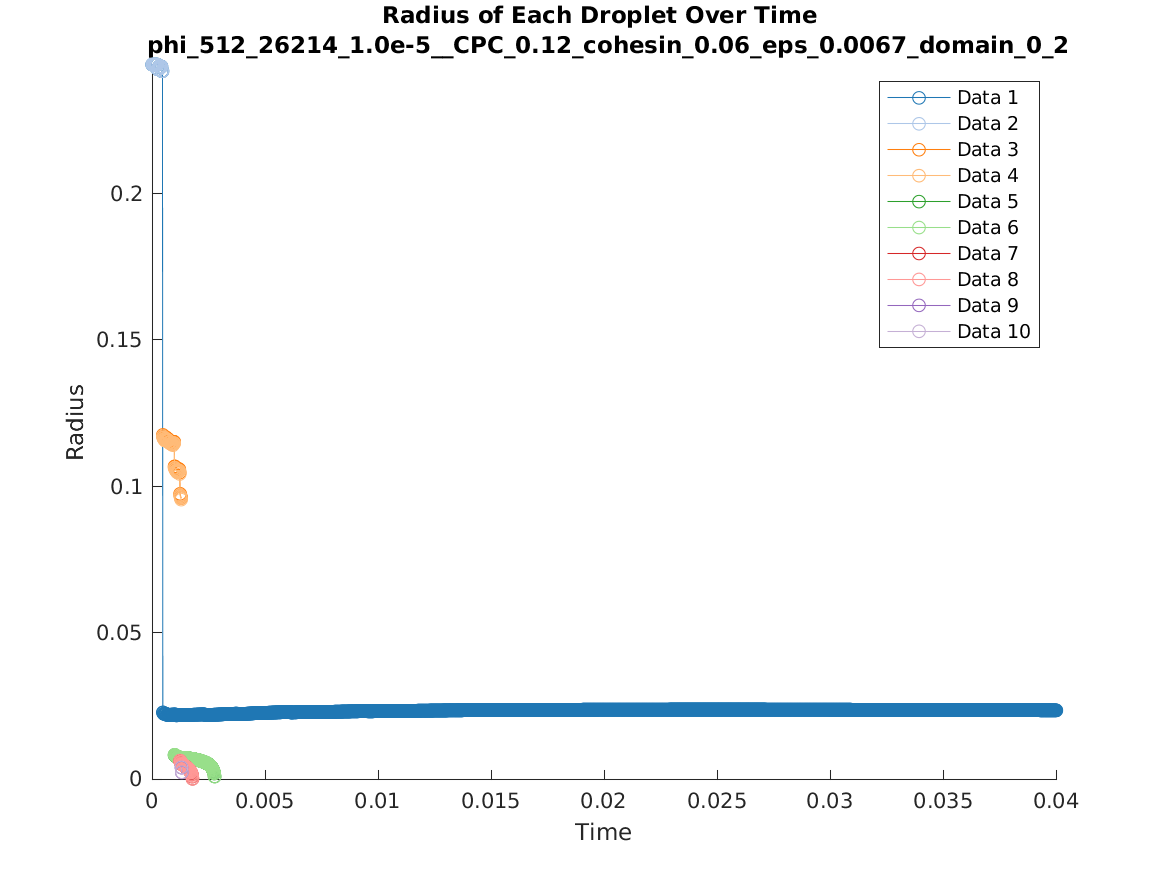 Radius of Each Droplet Over Time
phi_512_26214_1.0e-5__CPC_0.12_cohesin_0.06_eps_0.0067_domain_0_2
Data 1
Data 2
Data 3
Data 4
Data 5
Data 6
Data 7
Data 8
Data 9
Data 10
0.2
0.15
0.1
0.05
0
Radius
0 0.005 0.01 0.015 0.02 0.025 0.03 0.035 0.04
Time